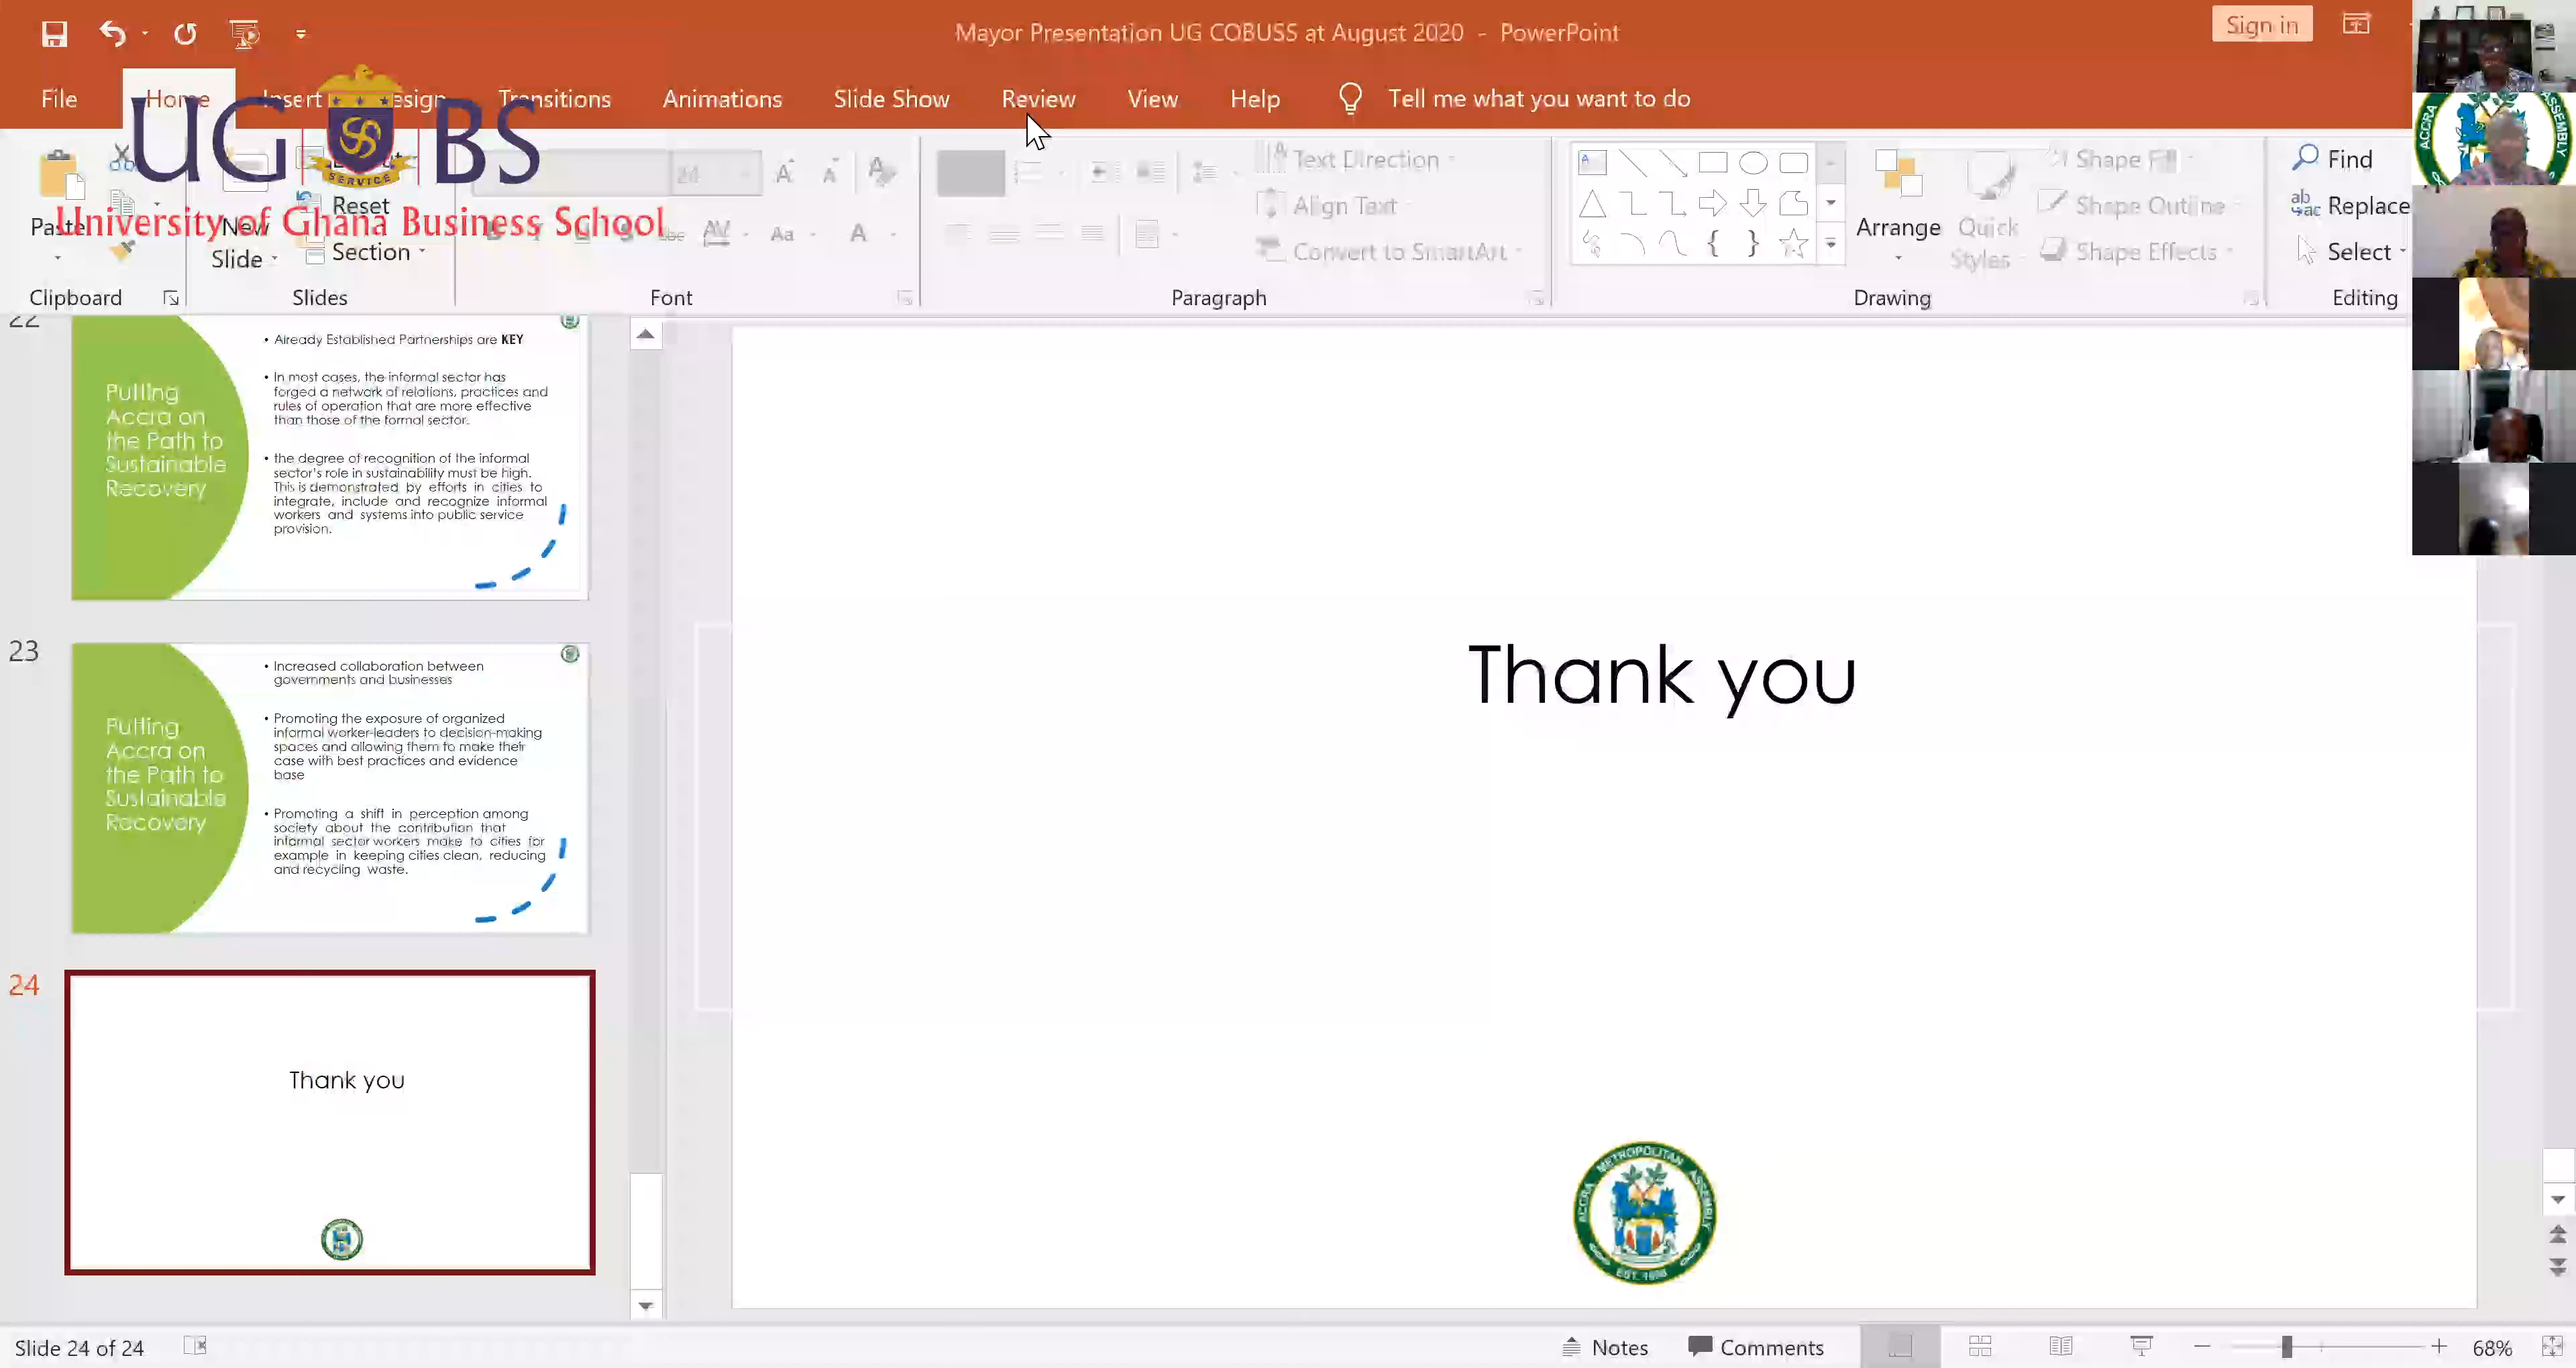 Mayor Presentation UG COBUSS at August 2020 - PowerPoint
Sign in
File
Home
Insert
Design
Transitions
Animations
Slide Show
Review
View
Help
Tell me what you want to do
UG BS
SERVICE
University of Ghana Business School
Paste
New
Slide
Reset
Section
24
Aa
Text Direction
Align Text
Convert to SmartArt
Arrange
Quick
Styles
Shape Fill
Shape Outline
Shape Effects
Find
Replace
Select
Clipboard
Slides
Font
Paragraph
Drawing
Editing
22
Putting
Accra on
the Path to
Sustainable
Recovery
• Already Established Partnerships are KEY
• In most cases, the informal sector has
forged a network of relations, practices and
rules of operation that are more effective
than those of the formal sector.
• the degree of recognition of the informal
sector's role in sustainability must be high.
This is demonstrated by efforts in cities to
integrate, include and recognize informal
workers and systems into public service
provision.
23
Putting
Accra on
the Path to
Sustainable
Recovery
• Increased collaboration between
governments and businesses
• Promoting the exposure of organized
informal worker-leaders to decision-making
spaces and allowing them to make their
case with best practices and evidence
base
• Promoting a shift in perception among
society about the contribution that
informal sector workers make to cities for
example in keeping cities clean, reducing
and recycling waste.
24
Thank you
Thank you
ACCRA METROPOLITAN ASSEMBLY
ACCRA ASSEMBLY
Slide 24 of 24
Notes
Comments
68%